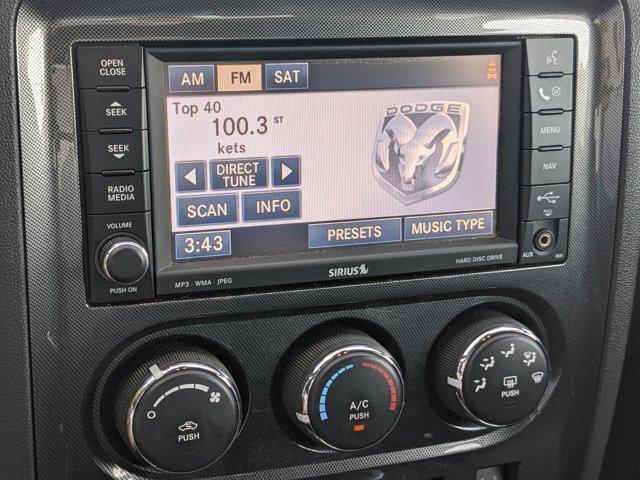 OPEN
CLOSE
SEEK
SEEK
RADIO
MEDIA
VOLUME
PUSH ON
AM
FM
SAT
Top 40
100.3 ST
kets
DIRECT
TUNE
SCAN
INFO
3:43
PRESETS
MUSIC TYPE
DODGE
MP3 - WMA - JPEG
SIRIUS
HARD DISC DRIVE
MENU
NAV
PULL
AUX
PUSH
A/C
PUSH
PUSH